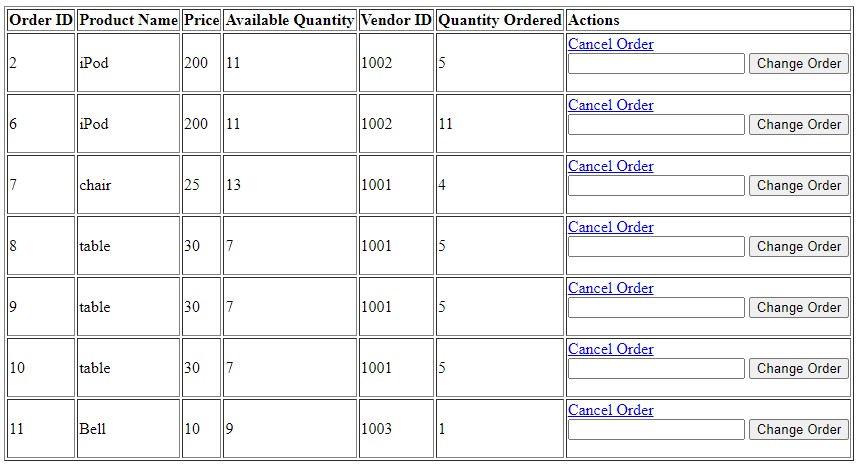 Order ID Product Name Price Available Quantity Vendor ID Quantity Ordered Actions
2 iPod 200 11 1002 5 Cancel Order
Change Order
6 iPod 200 11 1002 11 Cancel Order
Change Order
7 chair 25 13 1001 4 Cancel Order
Change Order
8 table 30 7 1001 5 Cancel Order
Change Order
9 table 30 7 1001 5 Cancel Order
Change Order
10 table 30 7 1001 5 Cancel Order
Change Order
11 Bell 10 9 1003 1 Cancel Order
Change Order